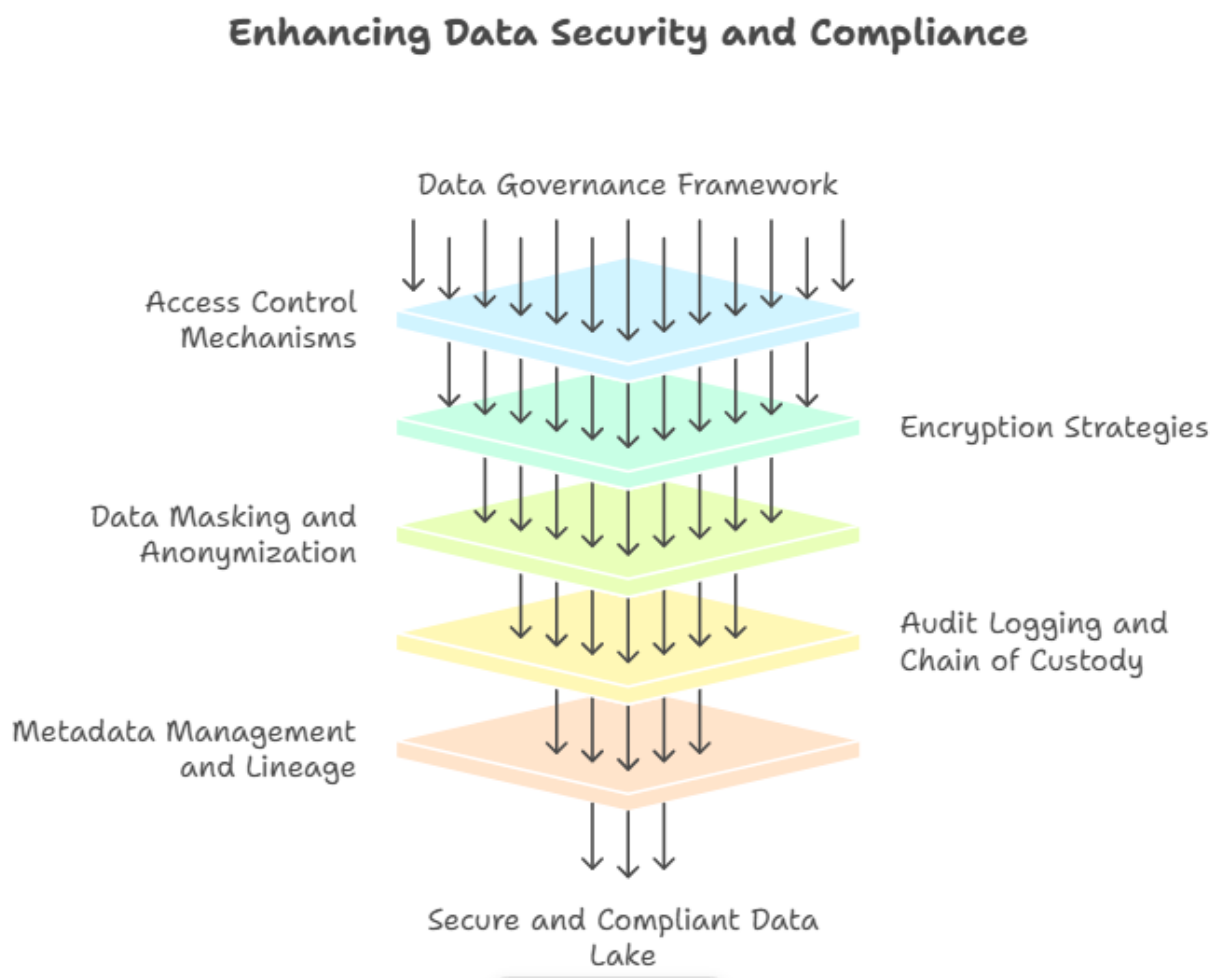 Enhancing Data Security and Compliance
Data Governance Framework
Access Control
Mechanisms
Encryption Strategies
Data Masking and
Anonymization
Audit Logging and
Chain of Custody
Metadata Management
and Lineage
Secure and Compliant Data
Lake